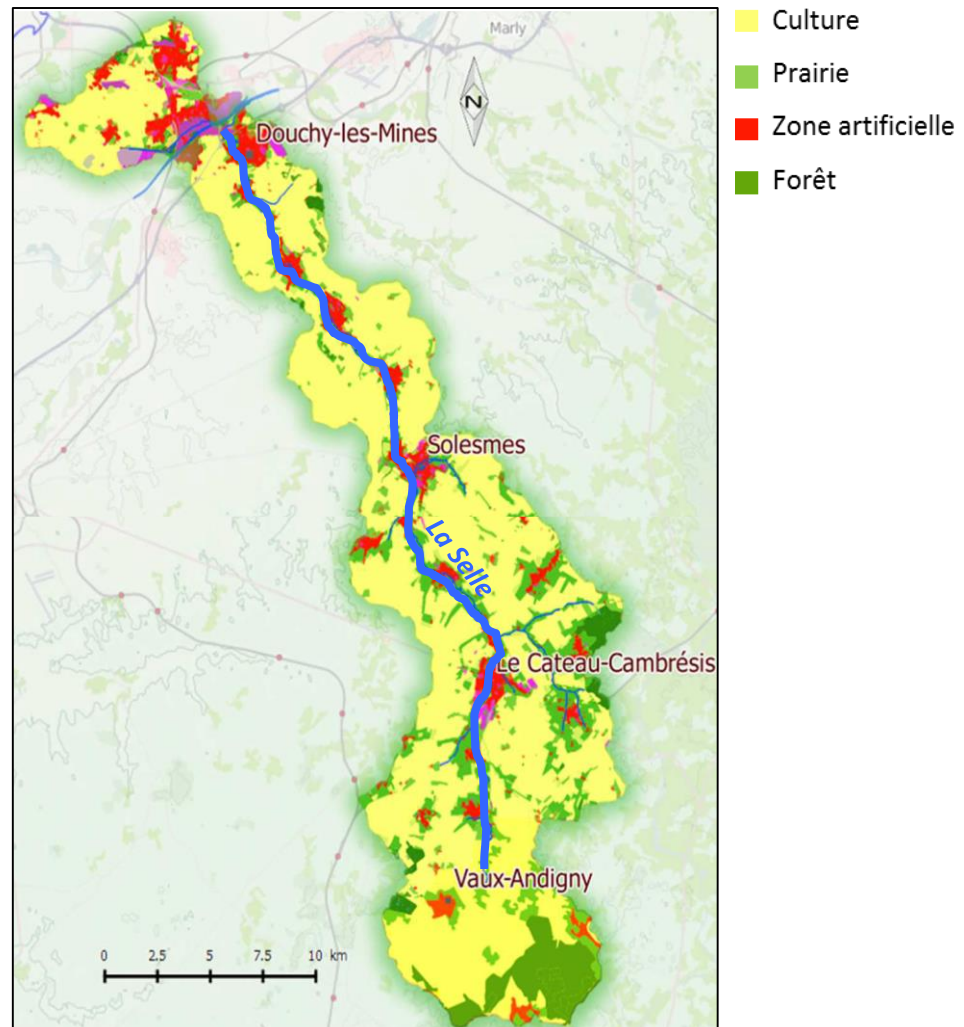 Marly
N
Douchy-les-Mines
Solesmes
La Selle
Le Cateau-Cambrésis
Vaux-Andigny
0 2.5 5 7.5 10 km
Culture
Prairie
Zone artificielle
Forêt